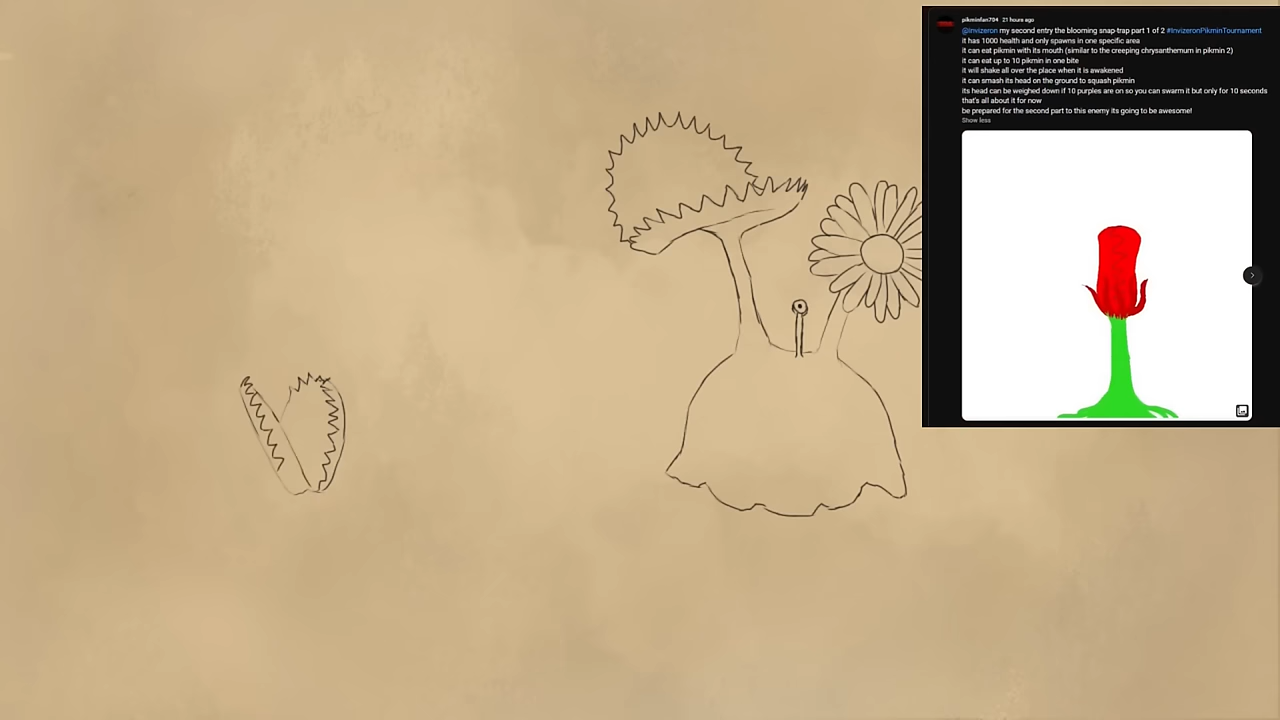 pikminfan704 21 hours ago
@Invizeron my second entry the blooming snap-trap part 1 of 2 #InvizeronPikminTournament
it has 1000 health and only spawns in one specific area
it can eat pikmin with its mouth (similar to the creeping chrysanthemum in pikmin 2)
it can eat up to 10 pikmin in one bite
it will shake all over the place when it is awakened
it can smash its head on the ground to squash pikmin
its head can be weighed down if 10 purples are on so you can swarm it but only for 10 seconds
that's all about it for now
be prepared for the second part to this enemy its going to be awesome!
Show less